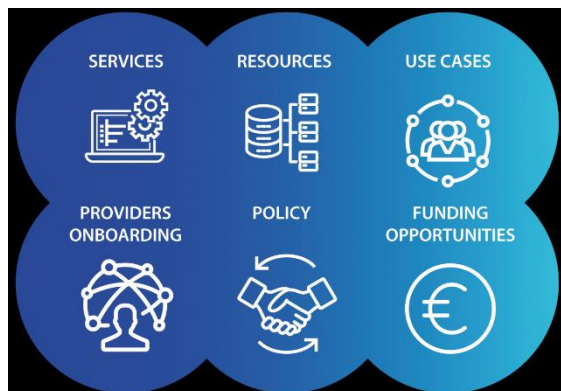 SERVICES
RESOURCES
USE CASES
PROVIDERS
ONBOARDING
POLICY
FUNDING
OPPORTUNITIES
€